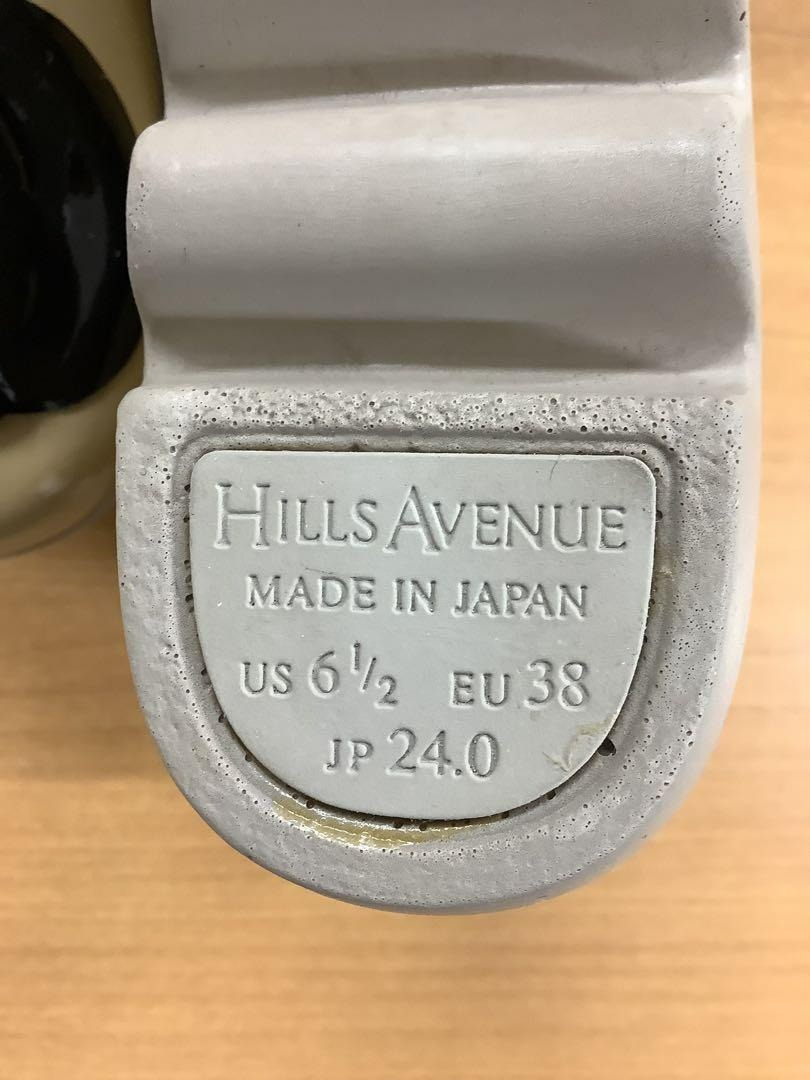 HILLS AVENUE
MADE IN JAPAN
US 6 1/2 EU 38
JP 24.0